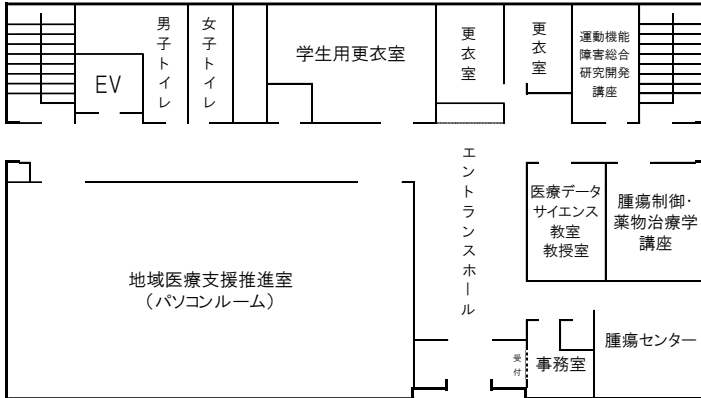 男子トイレ
女子トイレ
EV
学生用更衣室
更衣室
更衣室
運動機能
障害総合
研究開発
講座
エントランスホール
医療データ
サイエンス
教室
教授室
腫瘍制御・
薬物治療学
講座
地域医療支援推進室
（パソコンルーム）
受付
事務室
腫瘍センター